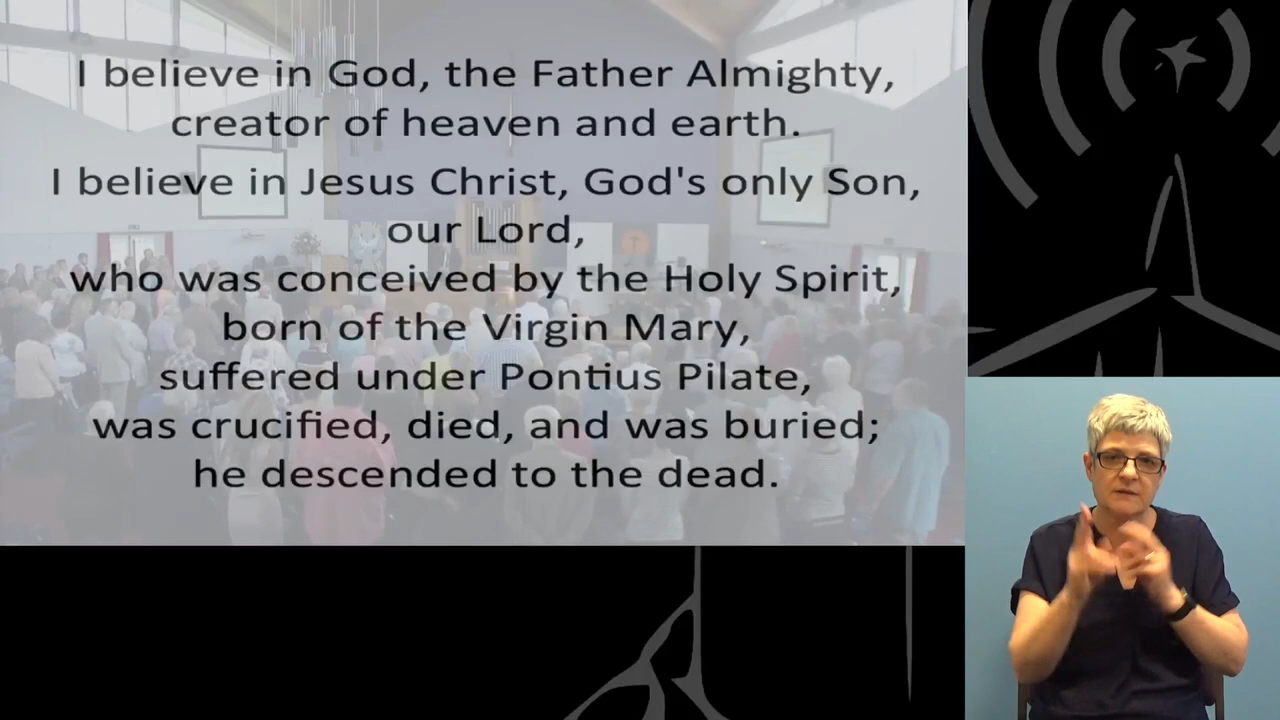 I believe in God, the Father Almighty,
creator of heaven and earth.
I believe in Jesus Christ, God's only Son,
our Lord,
who was conceived by the Holy Spirit,
born of the Virgin Mary,
suffered under Pontius Pilate,
was crucified, died, and was buried;
he descended to the dead.